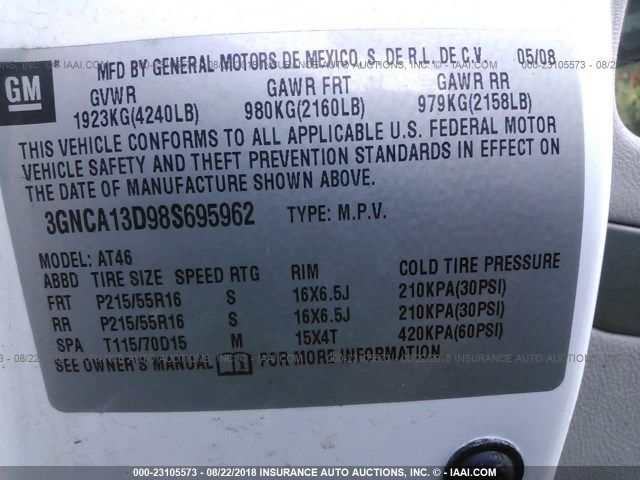 GM
MFD BY GENERAL MOTORS DE MEXICO, S. DE R.L. DE C.V. 05/08
GVWR GAWR FRT GAWR RR
1923KG(4240LB) 980KG(2160LB) 979KG(2158LB)
THIS VEHICLE CONFORMS TO ALL APPLICABLE U.S. FEDERAL MOTOR
VEHICLE SAFETY AND THEFT PREVENTION STANDARDS IN EFFECT ON
THE DATE OF MANUFACTURE SHOWN ABOVE.
3GNCA13D98S695962 TYPE: M.P.V.
MODEL: AT46
ABBD TIRE SIZE SPEED RTG RIM COLD TIRE PRESSURE
FRT P215/55R16 S 16X6.5J 210KPA(30PSI)
RR P215/55R16 S 16X6.5J 210KPA(30PSI)
SPA T115/70D15 M 15X4T 420KPA(60PSI)
SEE OWNER'S MANUAL FOR MORE INFORMATION
000-23105573 - 08/22/2018 - INSURANCE AUTO AUCTIONS, INC. - © IAAI.COM